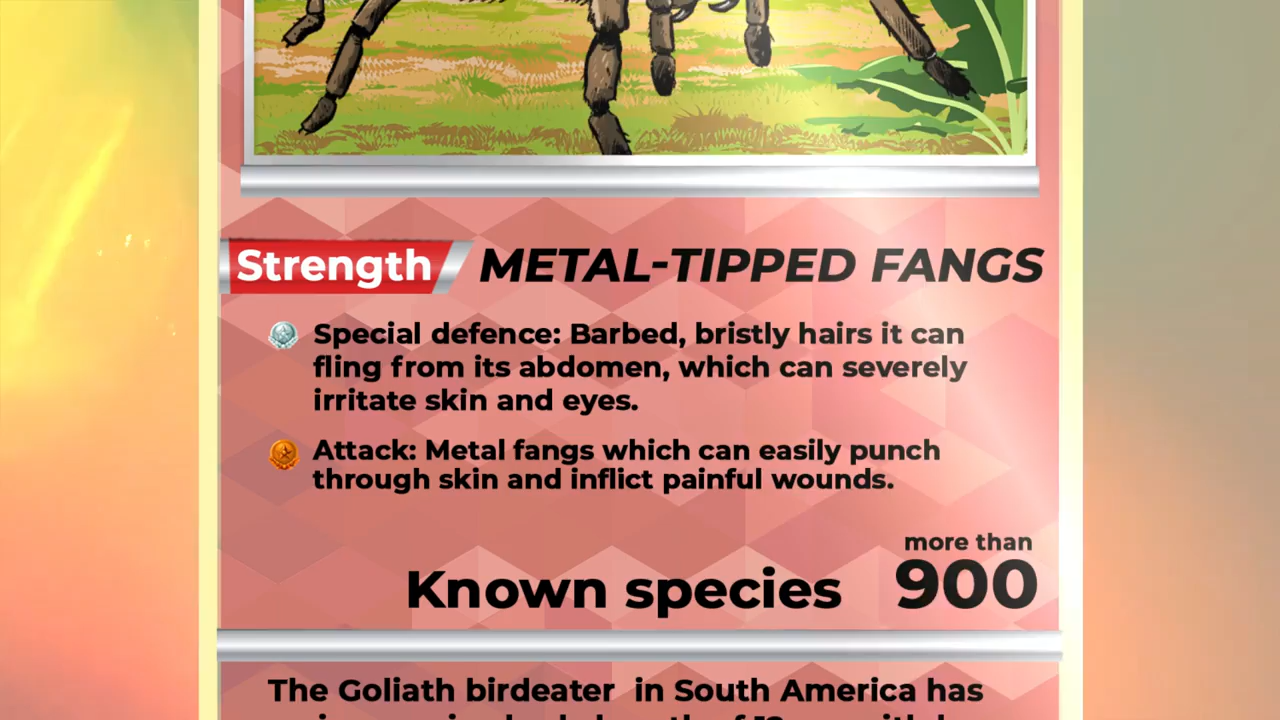 Strength METAL-TIPPED FANGS
Special defence: Barbed, bristly hairs it can
fling from its abdomen, which can severely
irritate skin and eyes.
Attack: Metal fangs which can easily punch
through skin and inflict painful wounds.
more than
Known species 900
The Goliath birdeater in South America has